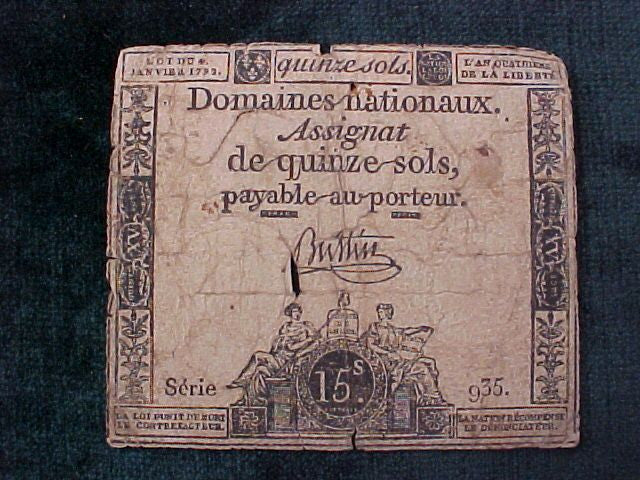 LOI DU 4.
JANVIER 1792.
quinze sols.
L'AN QUATRIEME
DE LA LIBERTÉ
Domaines nationaux.
Assignat
de quinze sols,
payable au porteur.
Buttin
Série
15.s
935.
LA LOI PUNIT DE MORT
LE CONTREFACTEUR.
LA NATION RÉCOMPENSE
LE DÉNONCIATEUR.